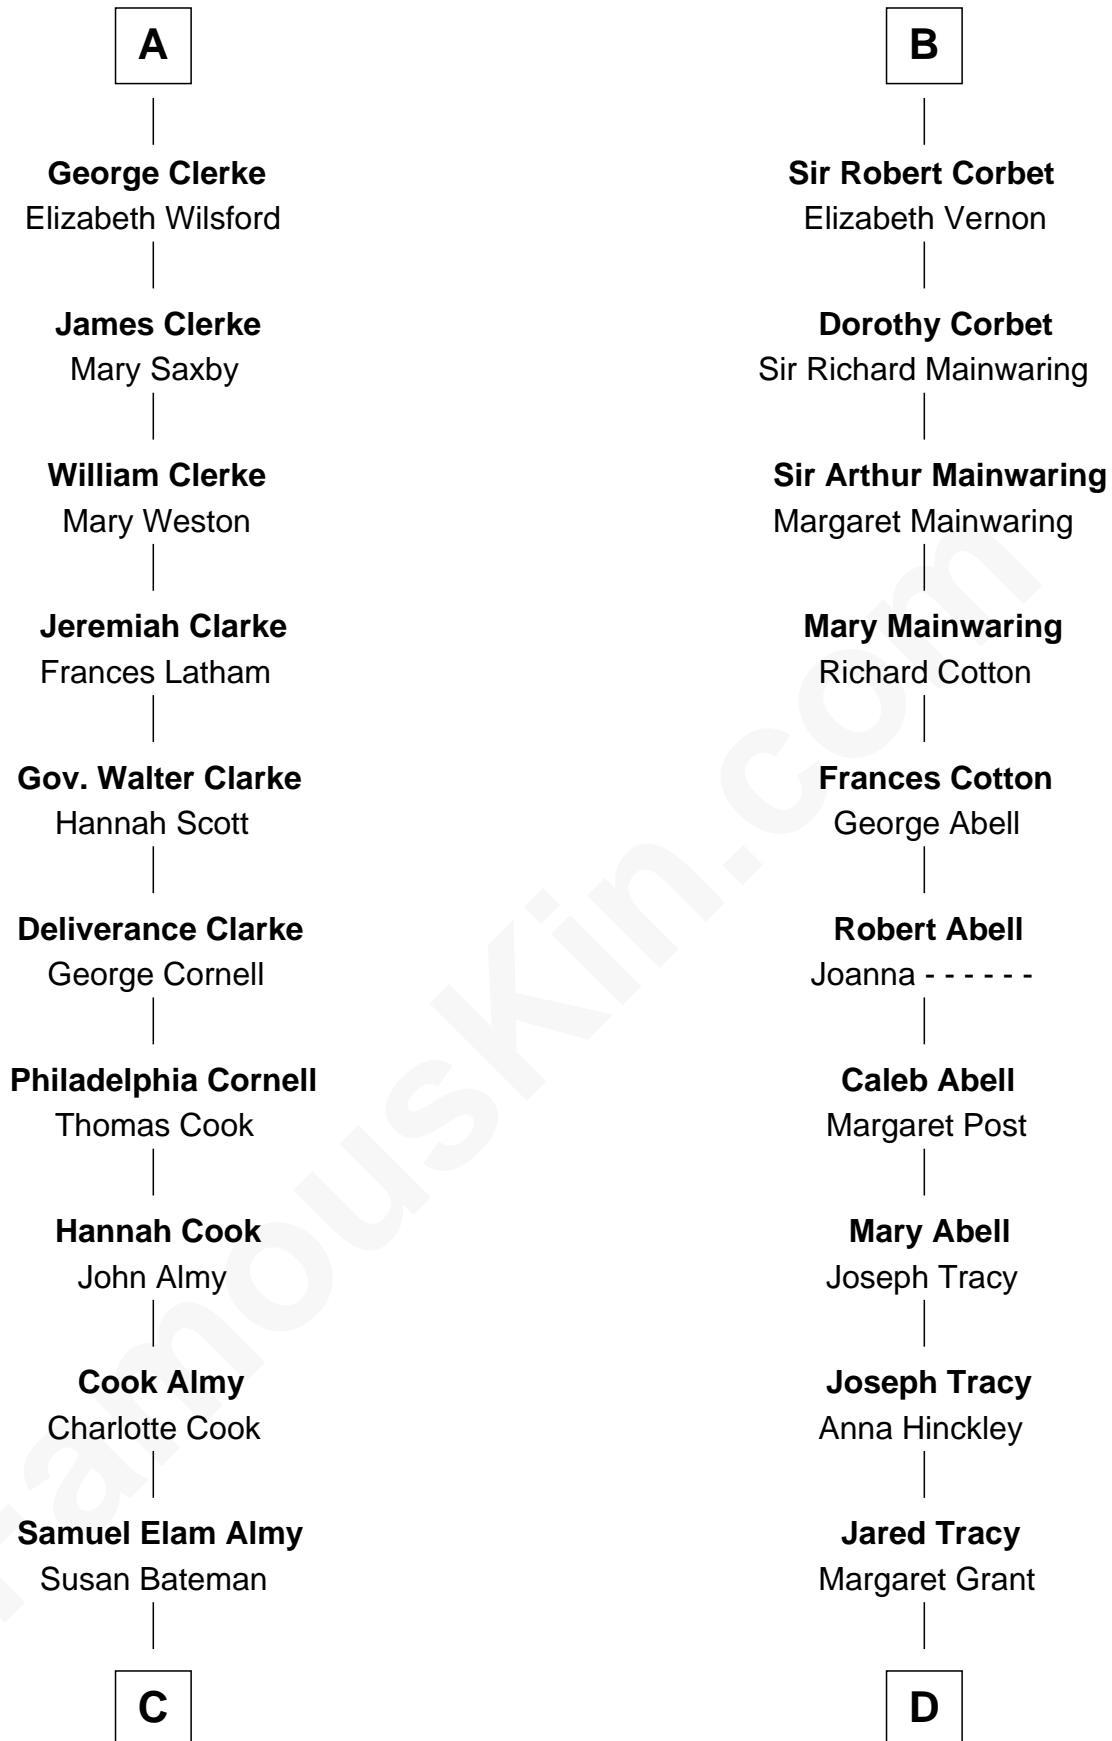 A
George Clerke
Elizabeth Wilsford
James Clerke
Mary Saxby
William Clerke
Mary Weston
Jeremiah Clarke
Frances Latham
Gov. Walter Clarke
Hannah Scott
Deliverance Clarke
George Cornell
Philadelphia Cornell
Thomas Cook
Hannah Cook
John Almy
Cook Almy
Charlotte Cook
Samuel Elam Almy
Susan Bateman
C
B
Sir Robert Corbet
Elizabeth Vernon
Dorothy Corbet
Sir Richard Mainwaring
Sir Arthur Mainwaring
Margaret Mainwaring
Mary Mainwaring
Richard Cotton
Frances Cotton
George Abell
Robert Abell
Joanna - - - - - -
Caleb Abell
Margaret Post
Mary Abell
Joseph Tracy
Joseph Tracy
Anna Hinckley
Jared Tracy
Margaret Grant
D
FamousKin.com